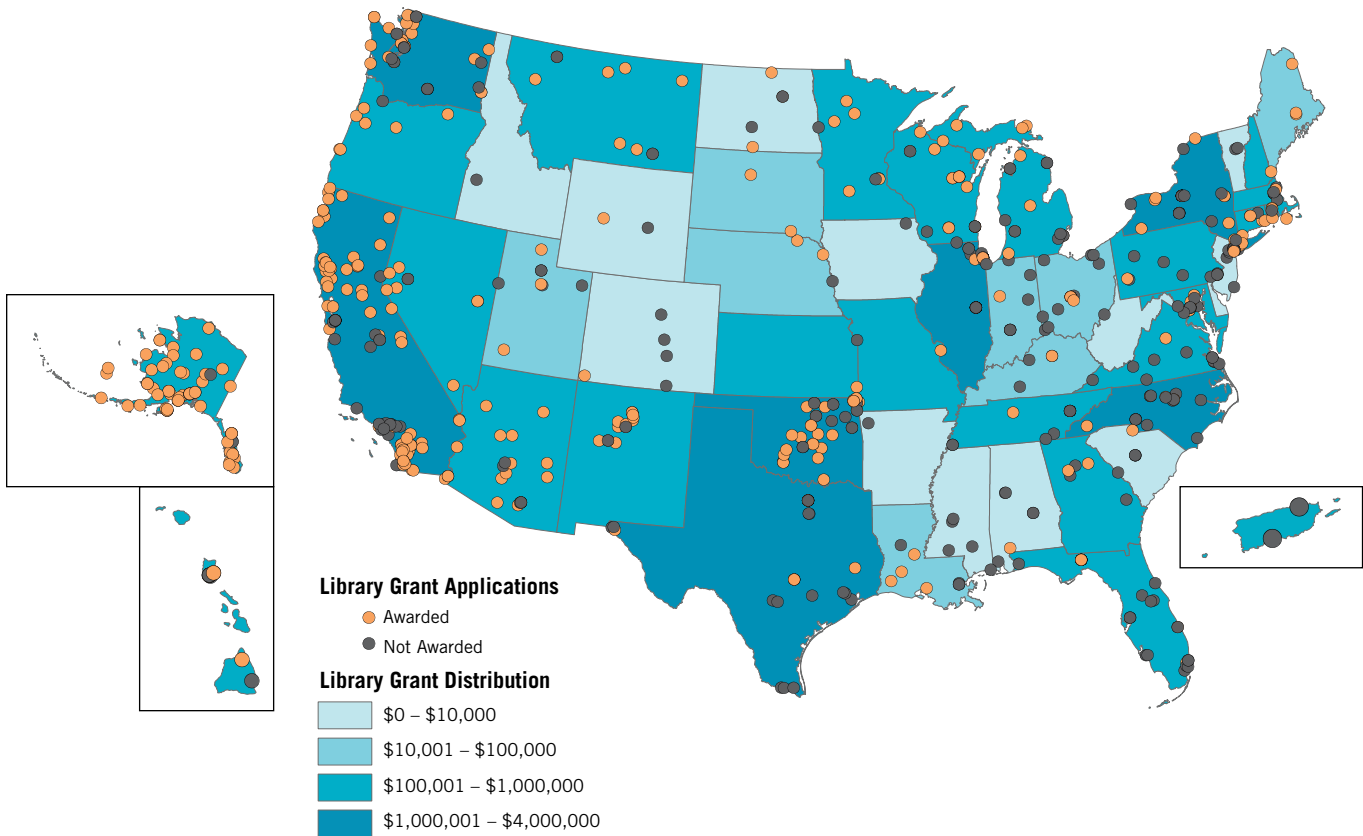 Library Grant Applications
Awarded
Not Awarded
Library Grant Distribution
$0 – $10,000
$10,001 – $100,000
$100,001 – $1,000,000
$1,000,001 – $4,000,000